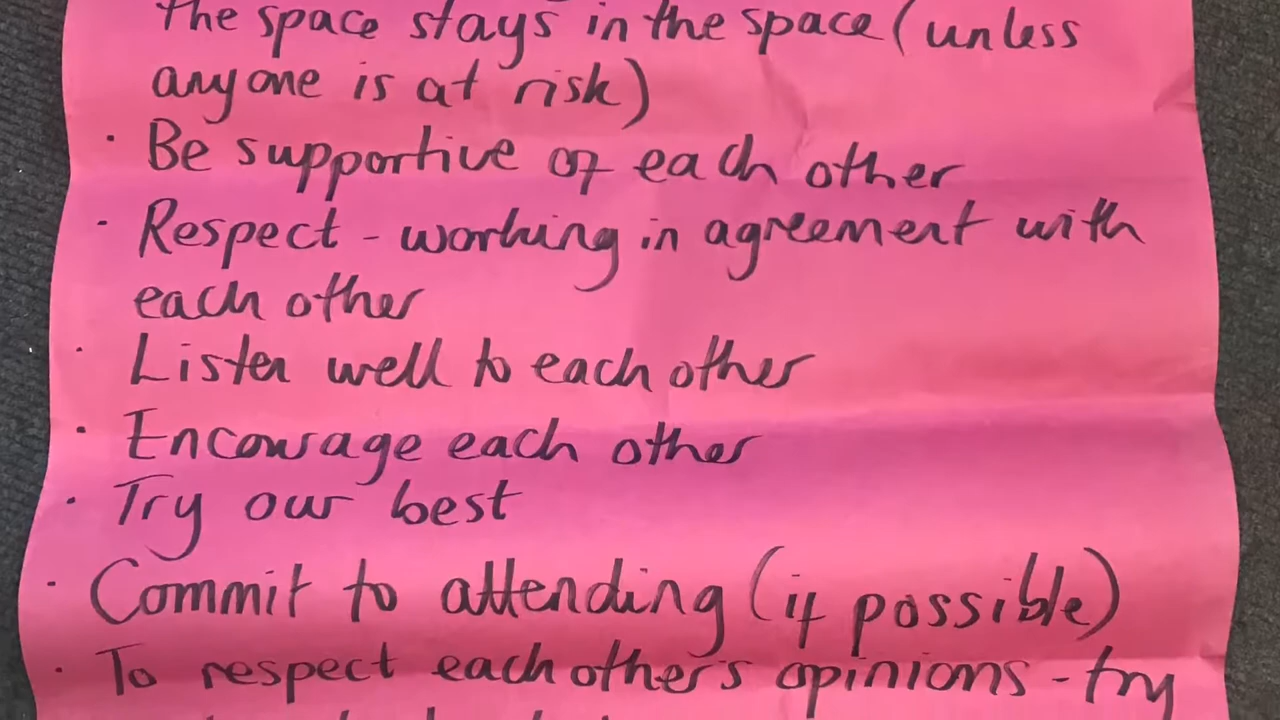 the space stays in the space (unless
anyone is at risk)
· Be supportive of each other
· Respect - working in agreement with
each other
· Listen well to each other
· Encourage each other
· Try our best
· Commit to attending (if possible)
· To respect each other's opinions - try